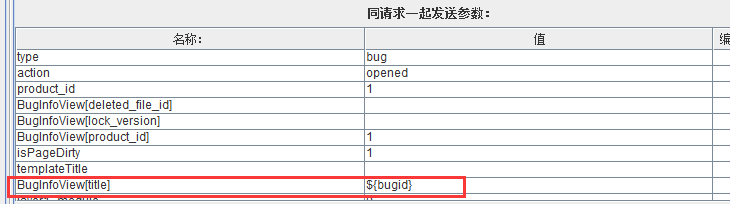 同请求一起发送参数：
名称： 值 编
type bug
action opened
product_id 1
BugInfoView[deleted_file_id]
BugInfoView[lock_version]
BugInfoView[product_id] 1
isPageDirty 1
templateTitle
BugInfoView[title] ${bugid}